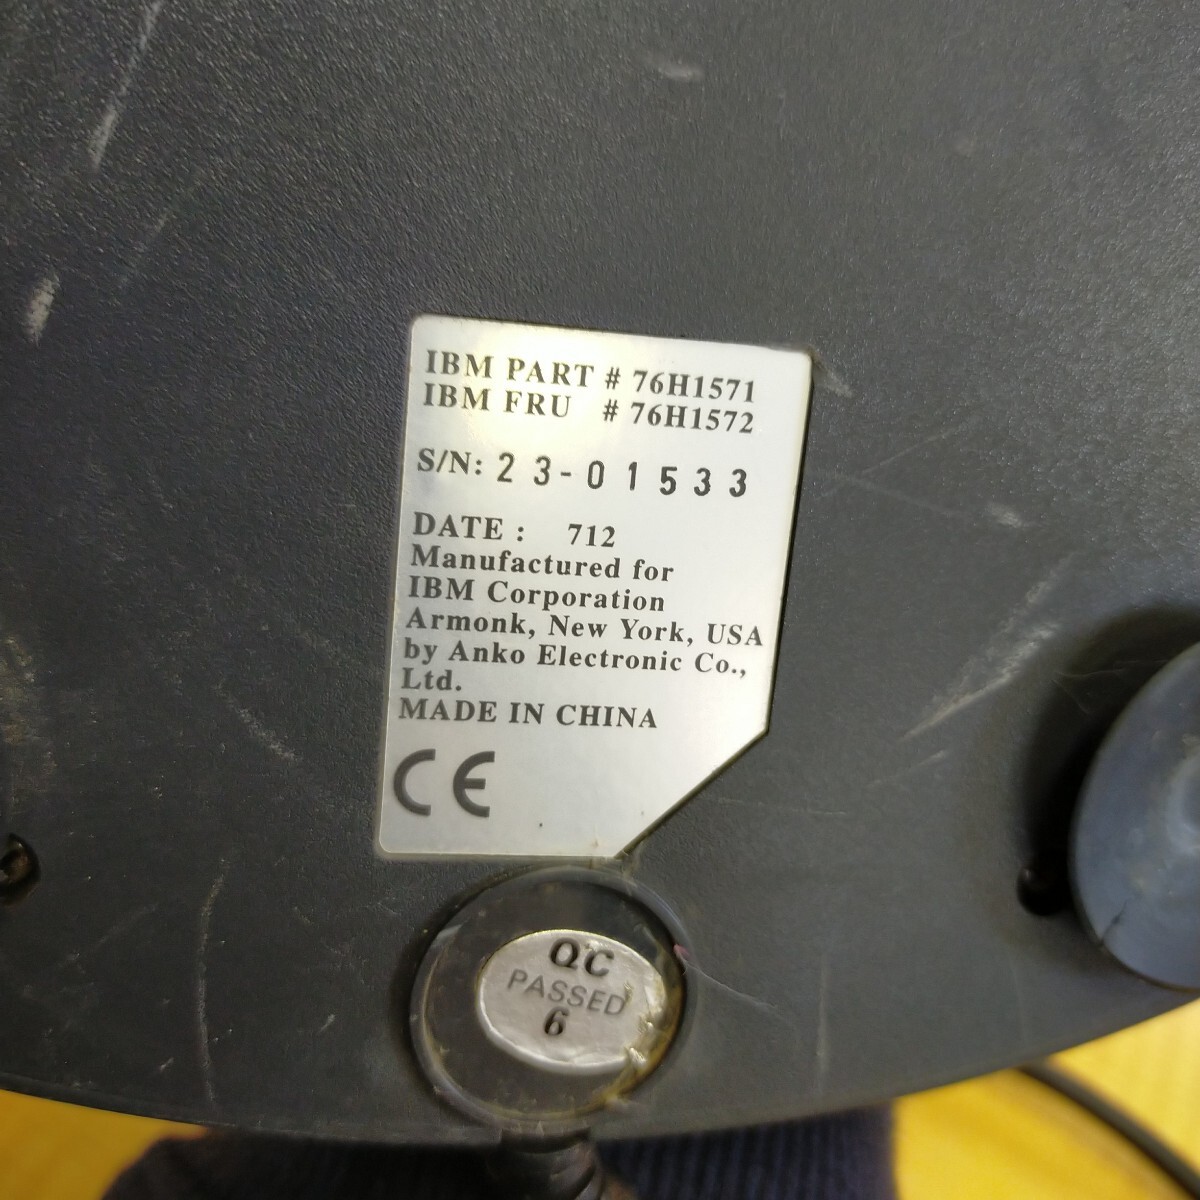 IBM PART # 76H1571
IBM FRU # 76H1572
S/N: 23-01533
DATE : 712
Manufactured for
IBM Corporation
Armonk, New York, USA
by Anko Electronic Co.,
Ltd.
MADE IN CHINA
CE
QC
PASSED
6